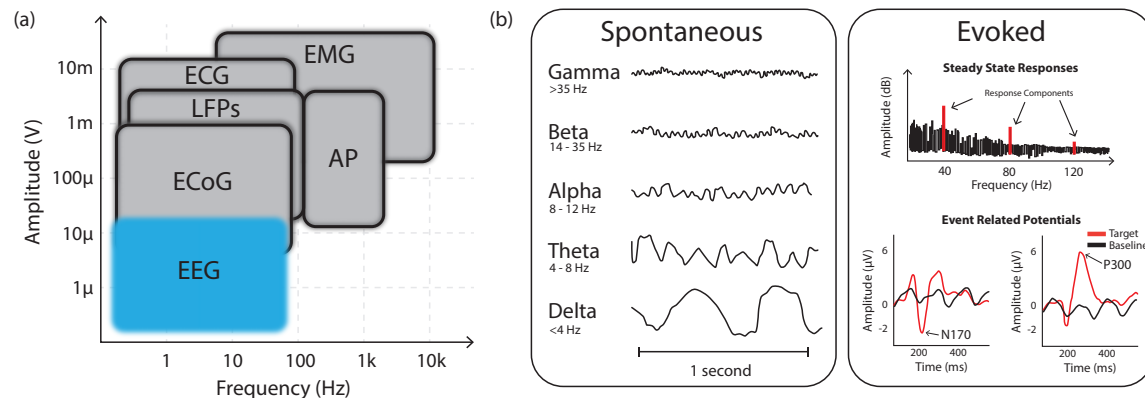 (a)
Amplitude (V)
10m
1m
100µ
10µ
1µ
EMG
ECG
LFPs
AP
ECoG
EEG
1
10
100
1k
10k
Frequency (Hz)
(b)
Spontaneous
Gamma
>35 Hz
Beta
14 - 35 Hz
Alpha
8 - 12 Hz
Theta
4 - 8 Hz
Delta
<4 Hz
1 second
Evoked
Steady State Responses
Response Components
Amplitude (dB)
40
80
120
Frequency (Hz)
Event Related Potentials
Target
Baseline
Amplitude (µV)
6
0
-2
N170
200
400
Time (ms)
Amplitude (µV)
6
0
-2
P300
200
400
Time (ms)